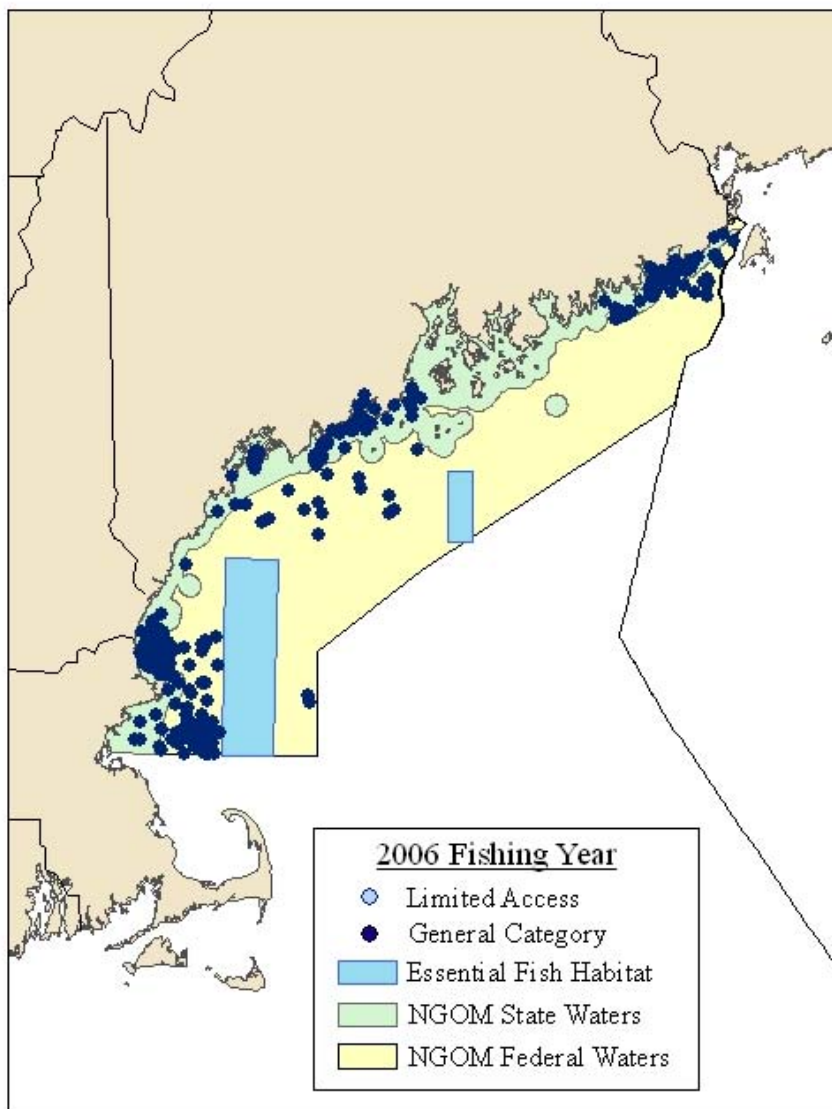 2006 Fishing Year
Limited Access
General Category
Essential Fish Habitat
NGOM State Waters
NGOM Federal Waters